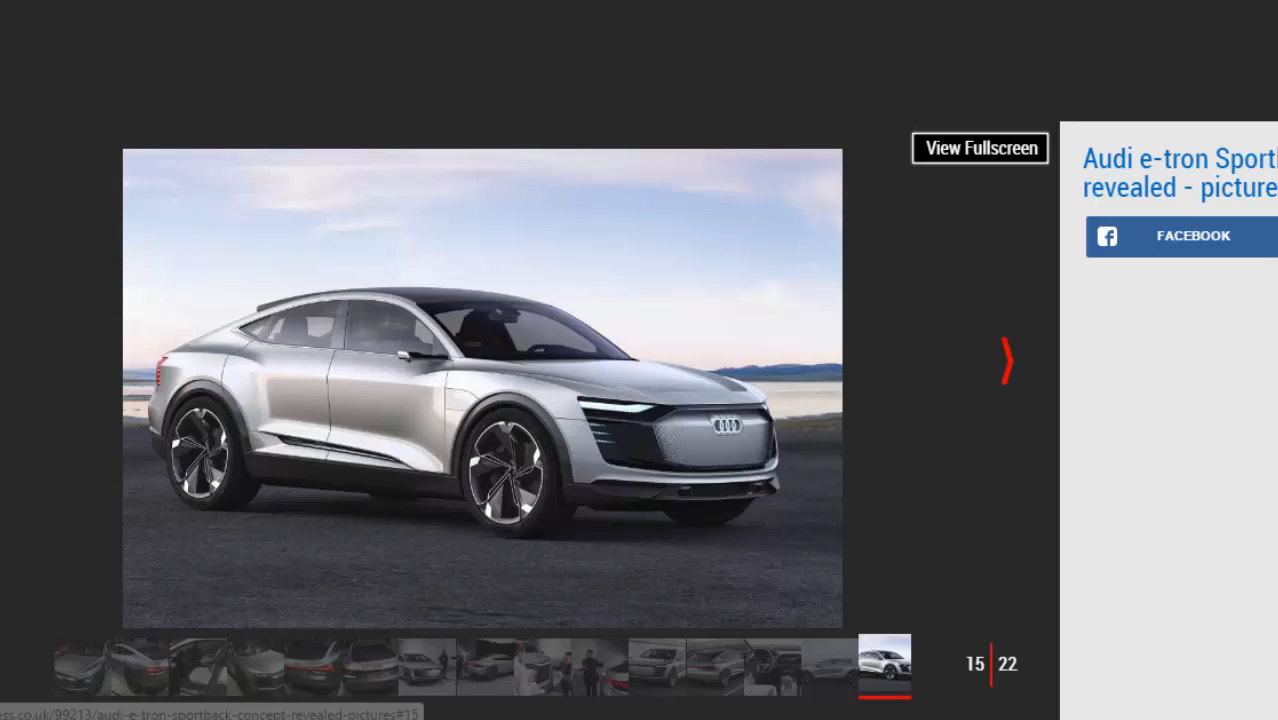 View Fullscreen
Audi e-tron Sport
revealed - picture
FACEBOOK
15 22
ess.co.uk/99213/audi-e-tron-sportback-concept-revealed-pictures#15